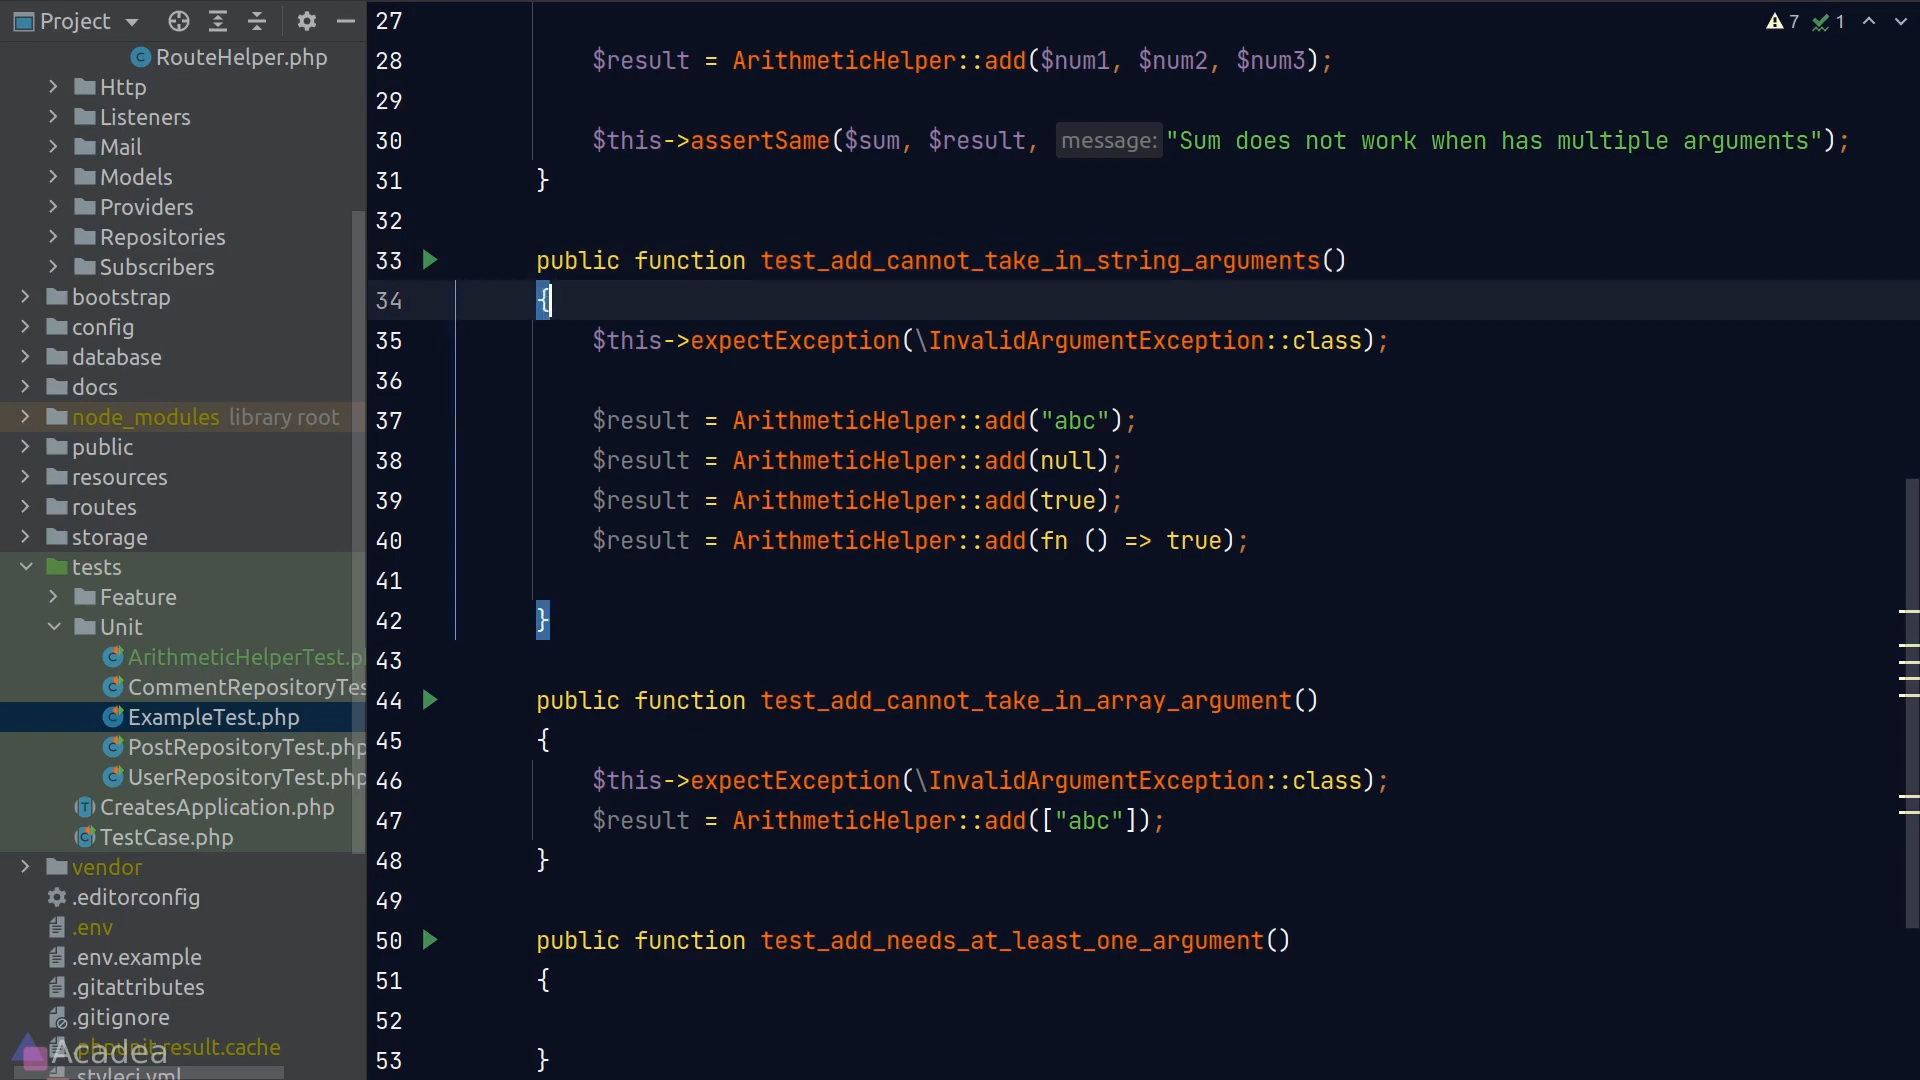 Project
RouteHelper.php
Http
Listeners
Mail
Models
Providers
Repositories
Subscribers
bootstrap
config
database
docs
node_modules library root
public
resources
routes
storage
tests
Feature
Unit
ArithmeticHelperTest.p
CommentRepositoryTes
ExampleTest.php
PostRepositoryTest.php
UserRepositoryTest.php
CreatesApplication.php
TestCase.php
vendor
.editorconfig
.env
.env.example
.gitattributes
.gitignore
.phpunit.result.cache
Acadea
.styleci.yml
7 1
27
28 $result = ArithmeticHelper::add($num1, $num2, $num3);
29
30 $this->assertSame($sum, $result, message: "Sum does not work when has multiple arguments");
31 }
32
33 public function test_add_cannot_take_in_string_arguments()
34 {
35 $this->expectException(\InvalidArgumentException::class);
36
37 $result = ArithmeticHelper::add("abc");
38 $result = ArithmeticHelper::add(null);
39 $result = ArithmeticHelper::add(true);
40 $result = ArithmeticHelper::add(fn () => true);
41
42 }
43
44 public function test_add_cannot_take_in_array_argument()
45 {
46 $this->expectException(\InvalidArgumentException::class);
47 $result = ArithmeticHelper::add(["abc"]);
48 }
49
50 public function test_add_needs_at_least_one_argument()
51 {
52
53 }